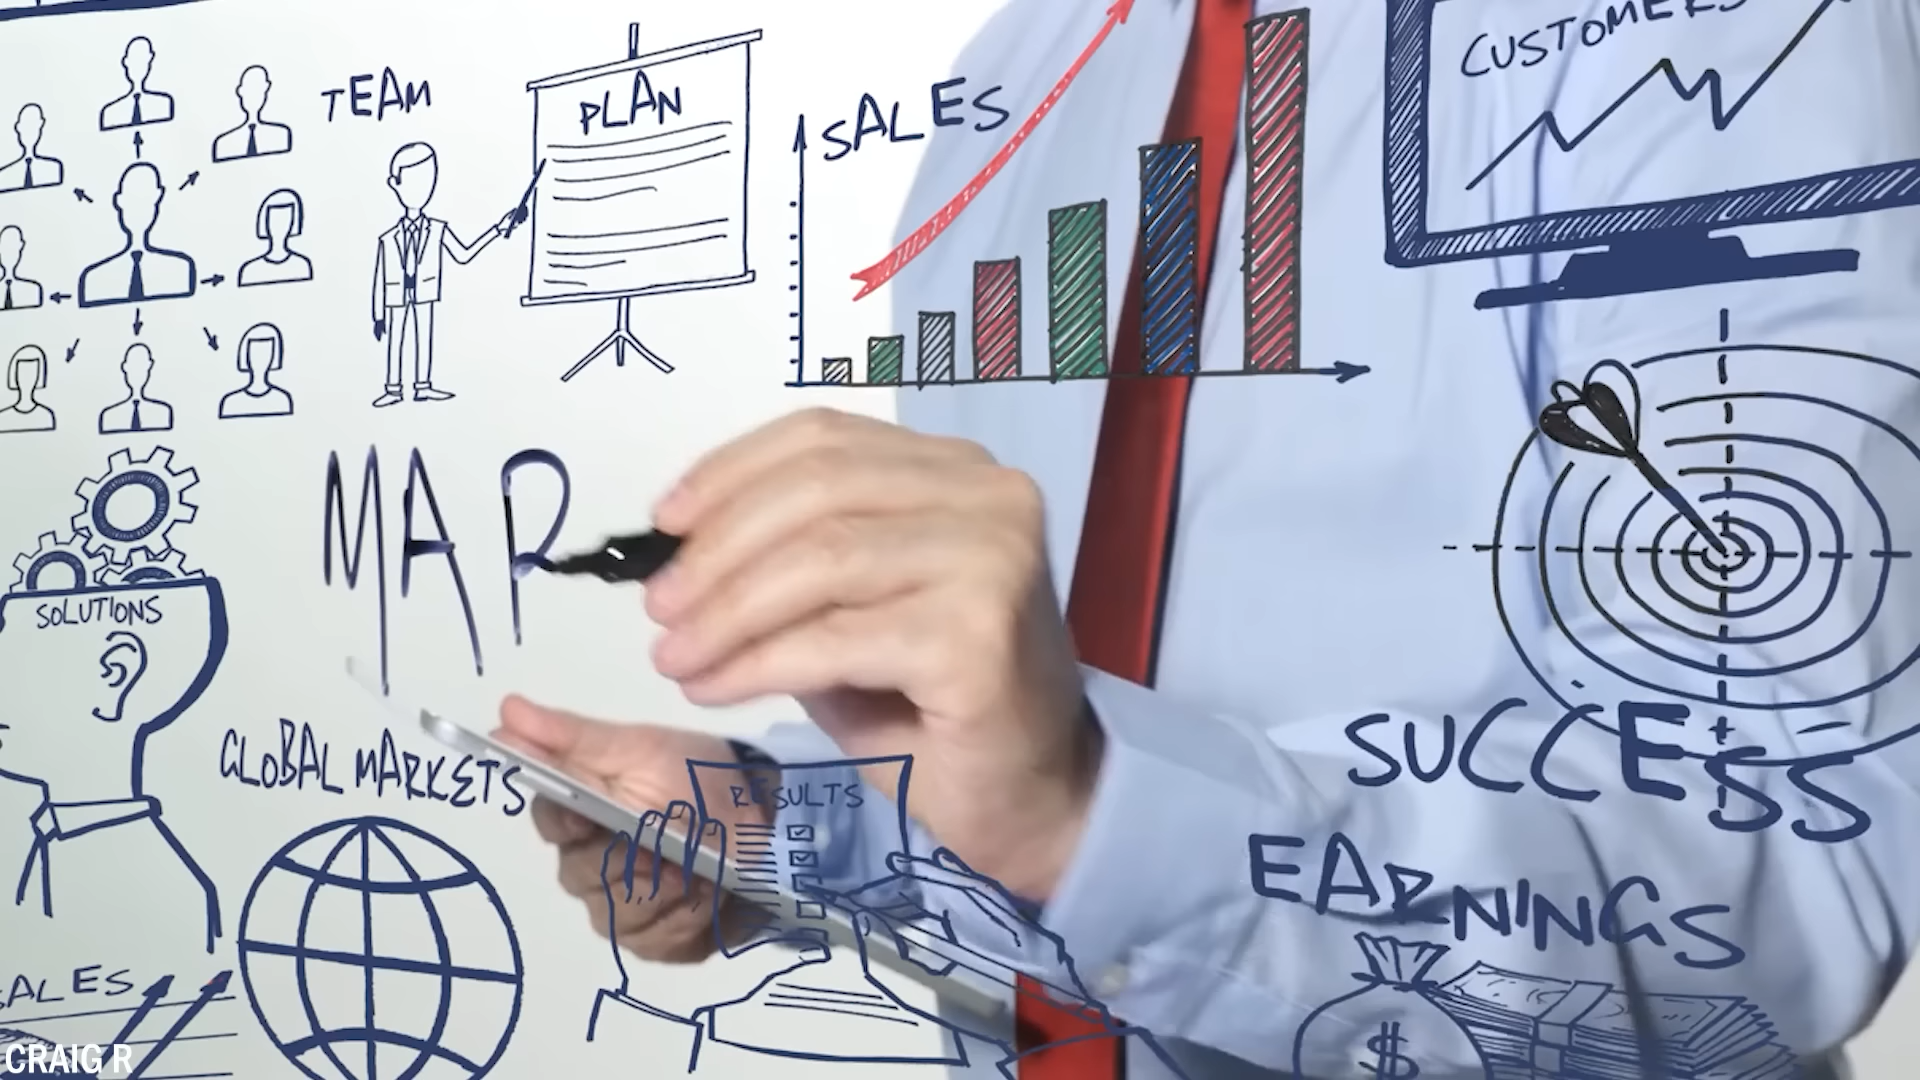 CUSTOMERS
TEAM
PLAN
SALES
MAR
SOLUTIONS
GLOBAL MARKETS
SUCCESS
RESULTS
EARNINGS
SALES
$
CRAIG R